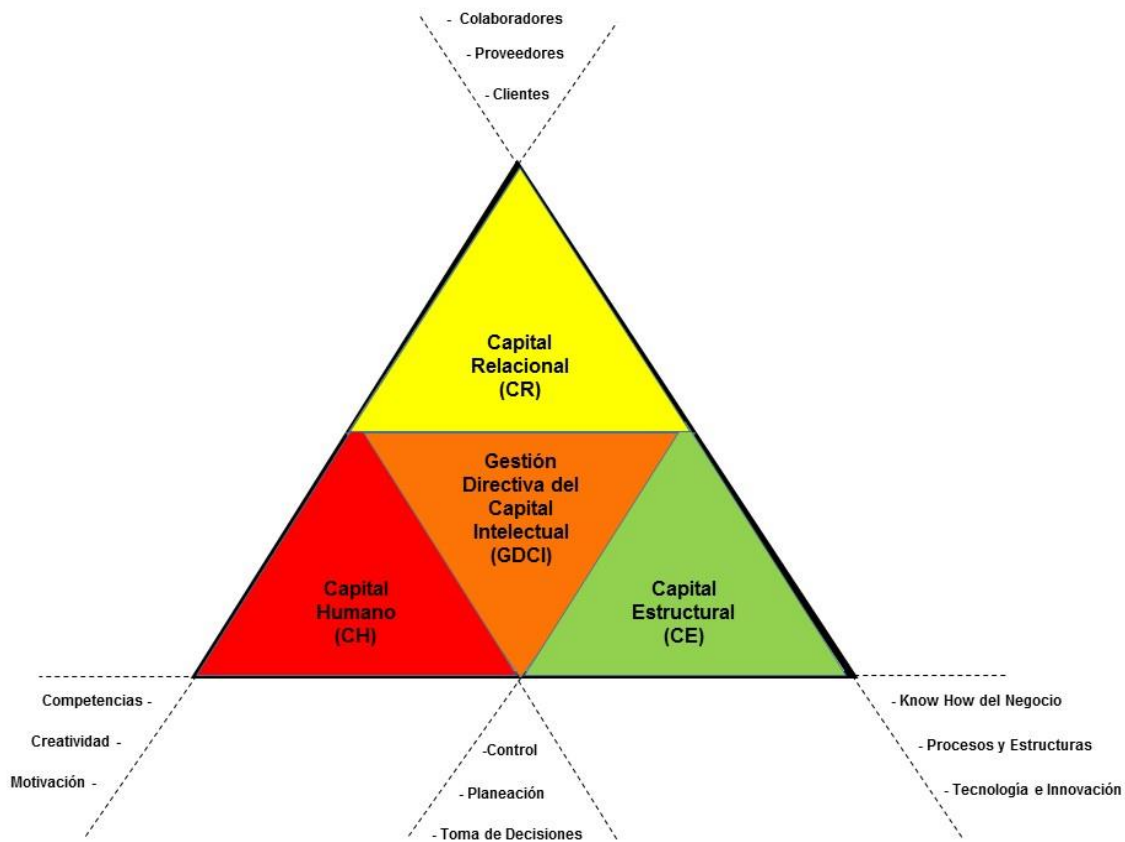 - Colaboradores
- Proveedores
- Clientes
Capital
Relacional
(CR)
Gestión
Directiva del
Capital
Intelectual
(GDCI)
Capital
Humano
(CH)
Capital
Estructural
(CE)
Competencias -
Creatividad -
Motivación -
-Control
- Planeación
- Toma de Decisiones
- Know How del Negocio
- Procesos y Estructuras
- Tecnología e Innovación